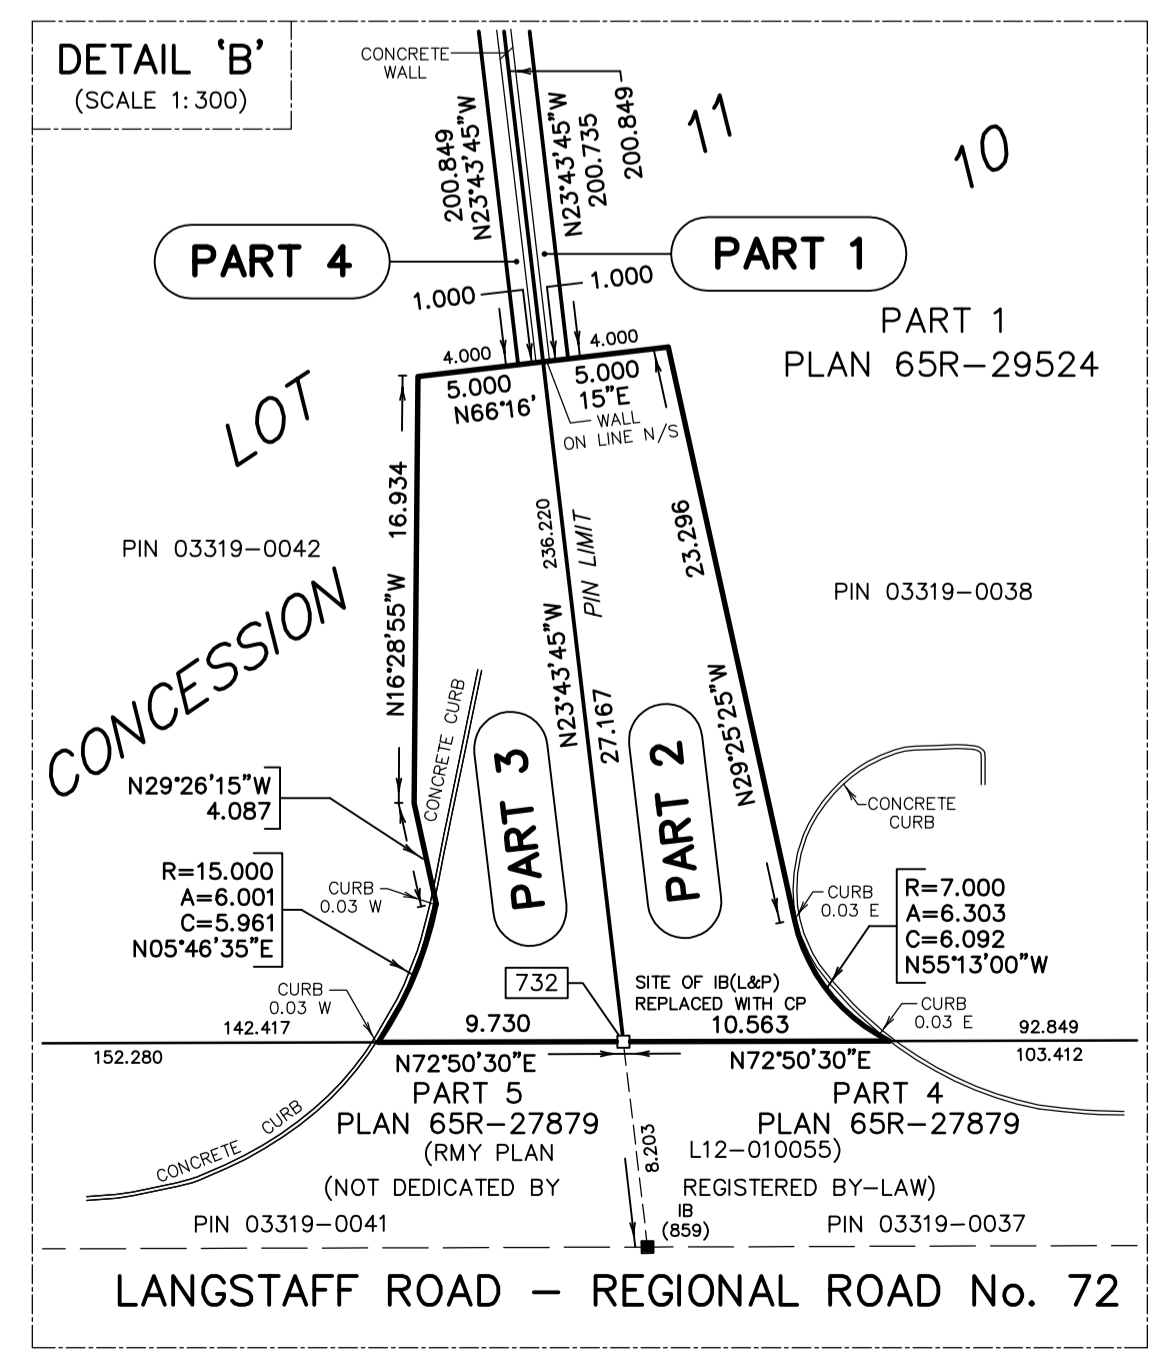 DETAIL 'B'
(SCALE 1:300)
CONCRETE
WALL
200.849
N23°43'45"W
N23°43'45"W
200.735
200.849
11
10
PART 4
PART 1
1.000
1.000
PART 1
PLAN 65R-29524
4.000
4.000
5.000
5.000
N66°16'
15"E
WALL
ON LINE N/S
LOT
16.934
236.220
PIN LIMIT
23.296
PIN 03319-0042
PIN 03319-0038
CONCESSION
N16°28'55"W
N23°43'45"W
27.167
N29°25'25"W
CONCRETE CURB
PART 3
PART 2
N29°26'15"W
4.087
CONCRETE
CURB
R=15.000
A=6.001
C=5.961
N05°46'35"E
CURB
0.03 W
CURB
0.03 E
R=7.000
A=6.303
C=6.092
N55°13'00"W
732
SITE OF IB(L&P)
REPLACED WITH CP
CURB
0.03 W
CURB
0.03 E
142.417
9.730
10.563
92.849
152.280
N72°50'30"E
N72°50'30"E
103.412
PART 5
PLAN 65R-27879
PART 4
PLAN 65R-27879
CONCRETE CURB
(RMY PLAN L12-010055)
8.203
(NOT DEDICATED BY REGISTERED BY-LAW)
PIN 03319-0041
IB
(859)
PIN 03319-0037
LANGSTAFF ROAD - REGIONAL ROAD No. 72